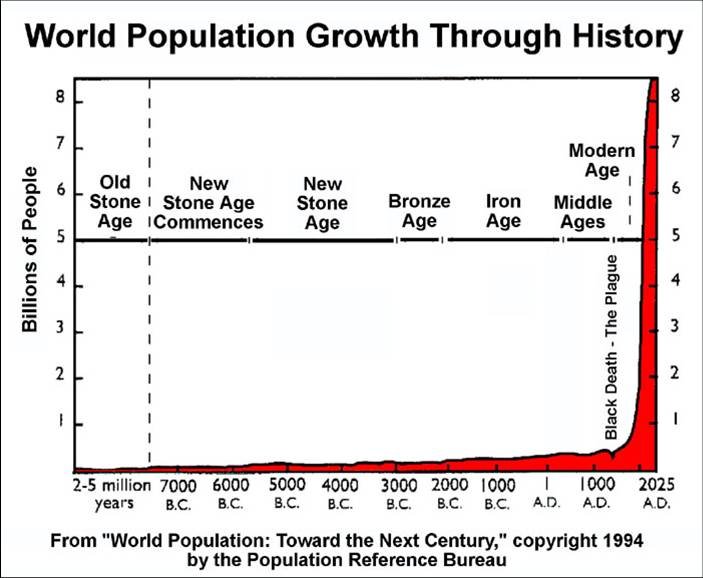 World Population Growth Through History
Billions of People
8
7
6
5
4
3
2
1
Old
Stone
Age
New
Stone Age
Commences
New
Stone
Age
Bronze
Age
Iron
Age
Middle
Ages
Modern
Age
Black Death - The Plague
8
7
6
5
4
3
2
1
2-5 million
years
7000
B.C.
6000
B.C.
5000
B.C.
4000
B.C.
3000
B.C.
2000
B.C.
1000
B.C.
1
A.D.
1000
A.D.
2025
A.D.
From "World Population: Toward the Next Century," copyright 1994
by the Population Reference Bureau